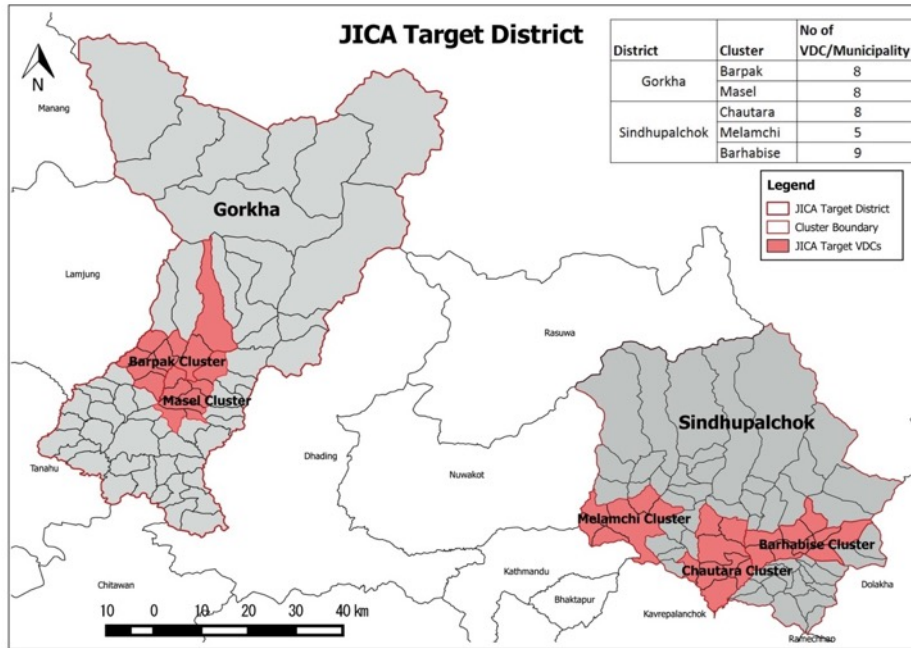 JICA Target District
District Cluster No of VDC/Municipality
Gorkha Barpak 8
Masel 8
Sindhupalchok Chautara 8
Melamchi 5
Barhabise 9
Legend
JICA Target District
Cluster Boundary
JICA Target VDCs
N
Manang
Gorkha
Lamjung
Rasuwa
Barpak Cluster
Masel Cluster
Sindhupalchok
Dhading
Tanahu
Nuwakot
Melamchi Cluster
Barhabise Cluster
Chautara Cluster
Kathmandu
Chitawan
Dolakha
Bhaktapur
Kavrepalanchok
10 0 10 20 30 40 km
Ramechhap